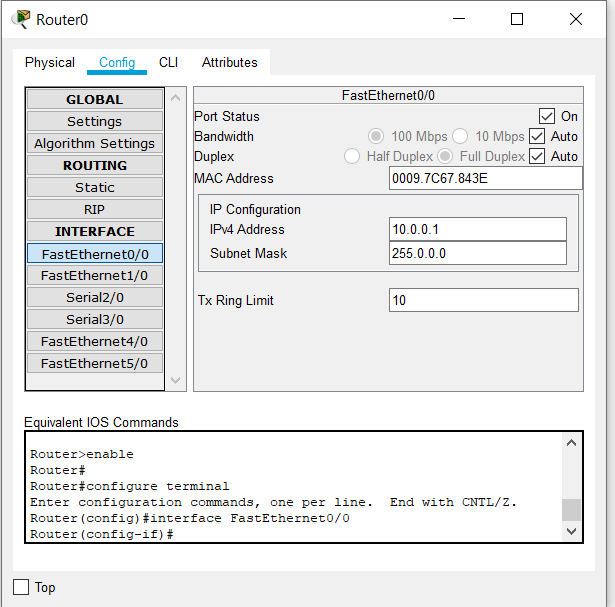 Router0
Physical Config CLI Attributes
GLOBAL
Settings
Algorithm Settings
ROUTING
Static
RIP
INTERFACE
FastEthernet0/0
FastEthernet1/0
Serial2/0
Serial3/0
FastEthernet4/0
FastEthernet5/0
FastEthernet0/0
Port Status On
Bandwidth 100 Mbps 10 Mbps Auto
Duplex Half Duplex Full Duplex Auto
MAC Address 0009.7C67.843E
IP Configuration
IPv4 Address 10.0.0.1
Subnet Mask 255.0.0.0
Tx Ring Limit 10
Equivalent IOS Commands
Router>enable
Router#
Router#configure terminal
Enter configuration commands, one per line.  End with CNTL/Z.
Router(config)#interface FastEthernet0/0
Router(config-if)#
Top